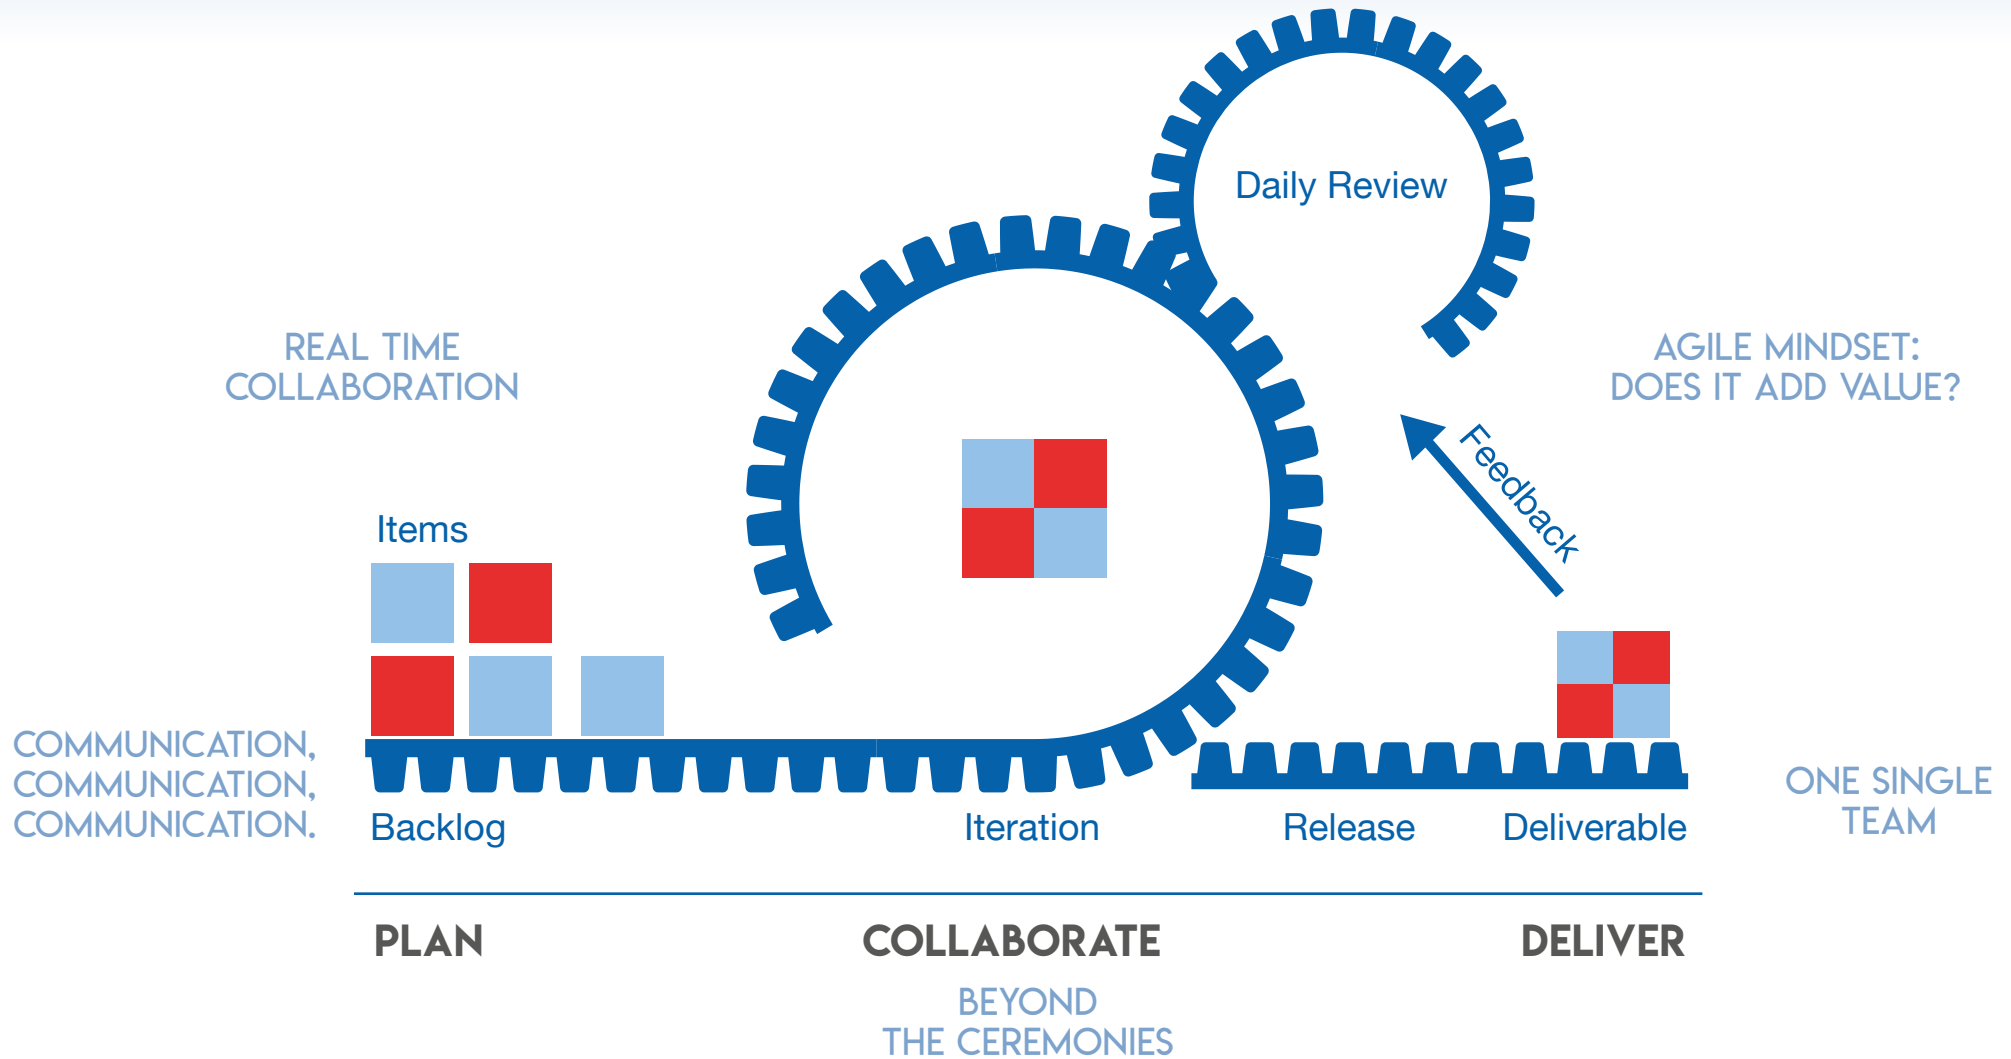 Daily Review
REAL TIME
COLLABORATION
AGILE MINDSET:
DOES IT ADD VALUE?
Feedback
Items
COMMUNICATION,
COMMUNICATION,
COMMUNICATION.
ONE SINGLE
TEAM
Backlog
Iteration
Release
Deliverable
PLAN
COLLABORATE
DELIVER
BEYOND
THE CEREMONIES